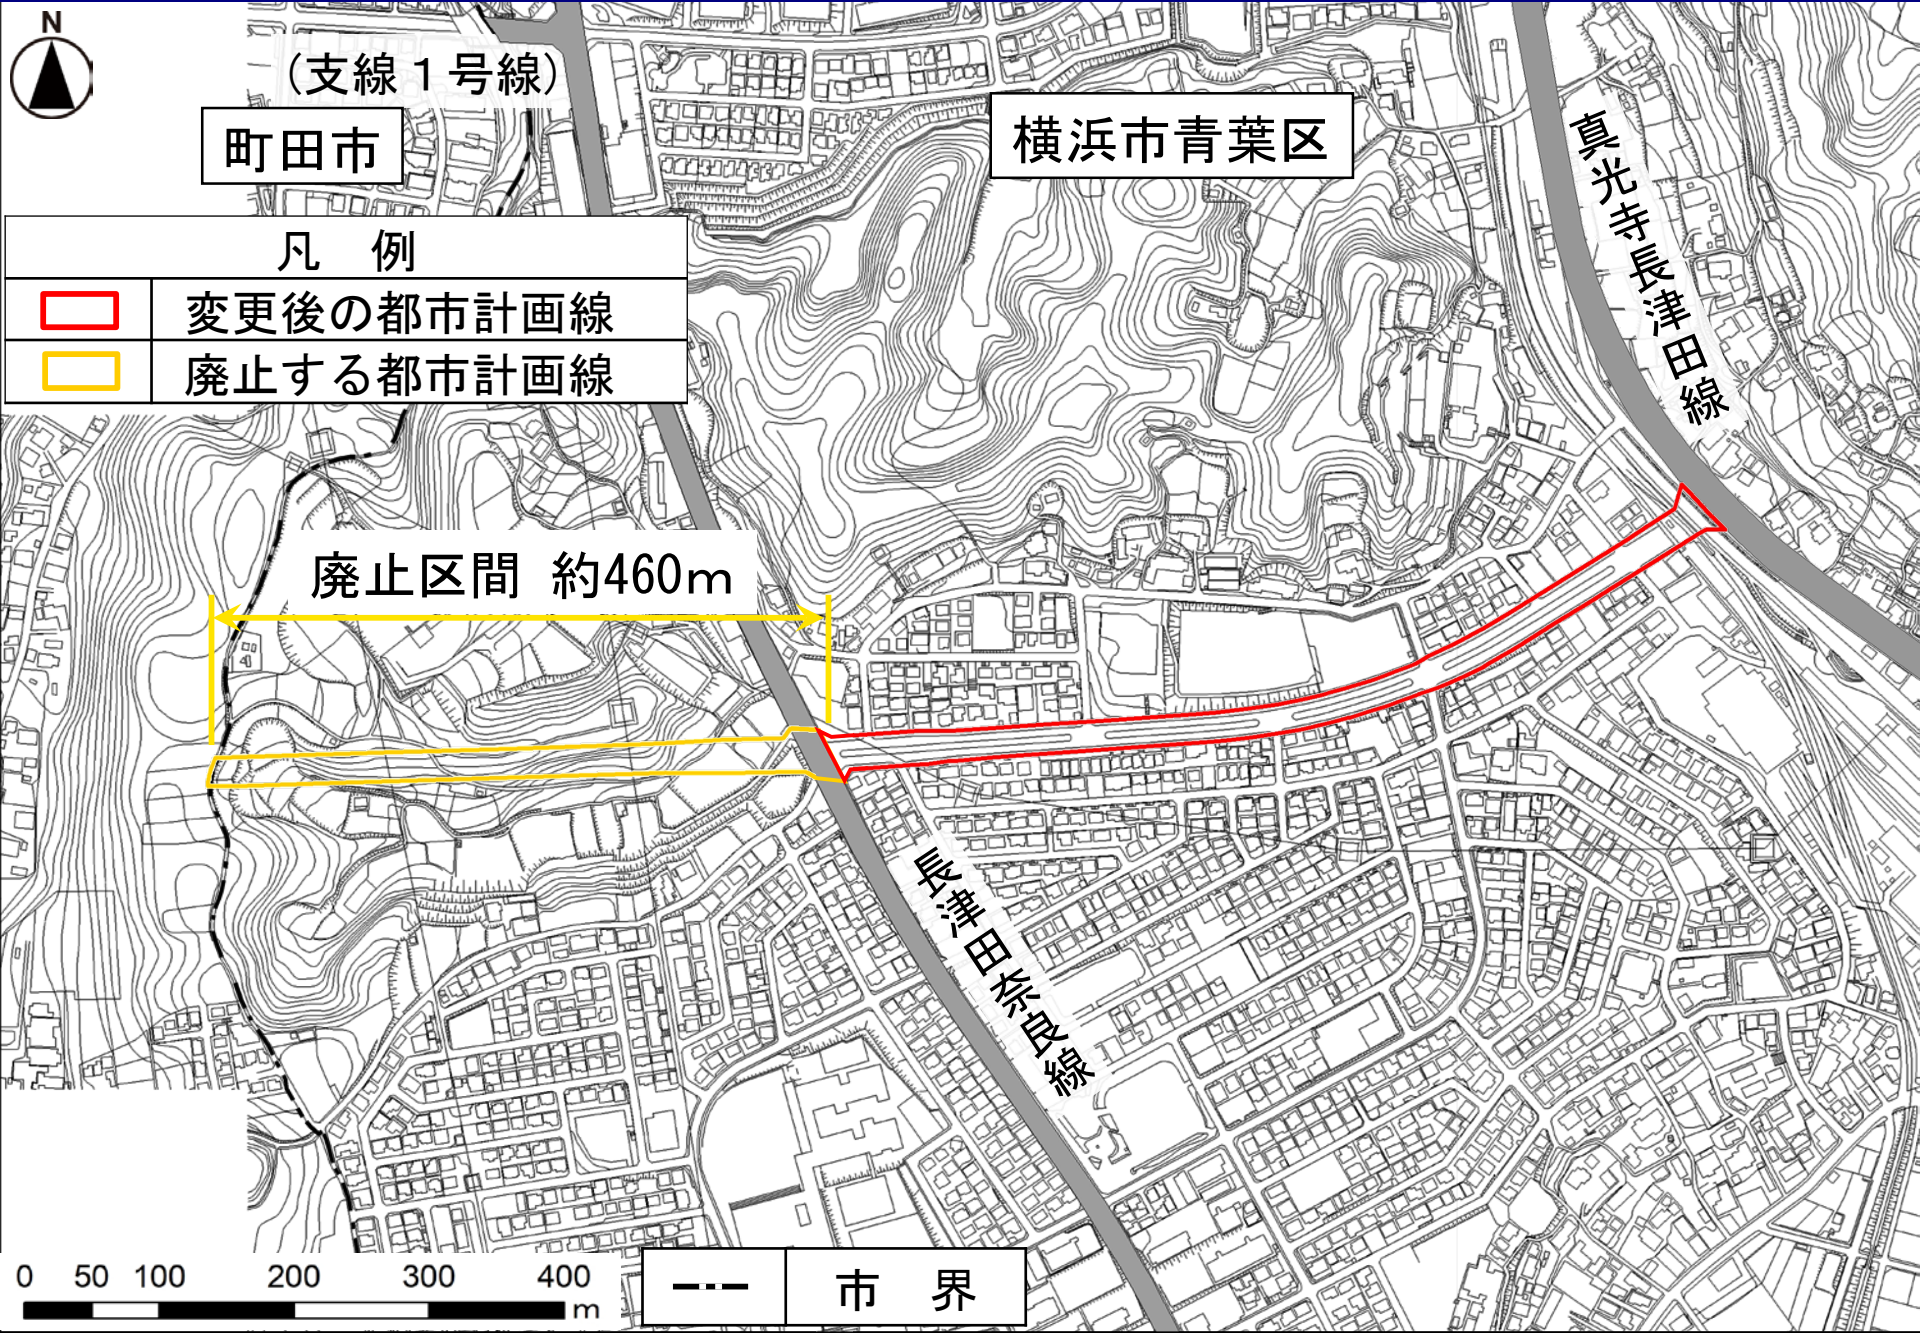 N
(支線１号線)
町田市
横浜市青葉区
真光寺長津田線
凡　例
変更後の都市計画線
廃止する都市計画線
廃止区間 約460m
長津田奈良線
0 50 100 200 300 400
m
市　界